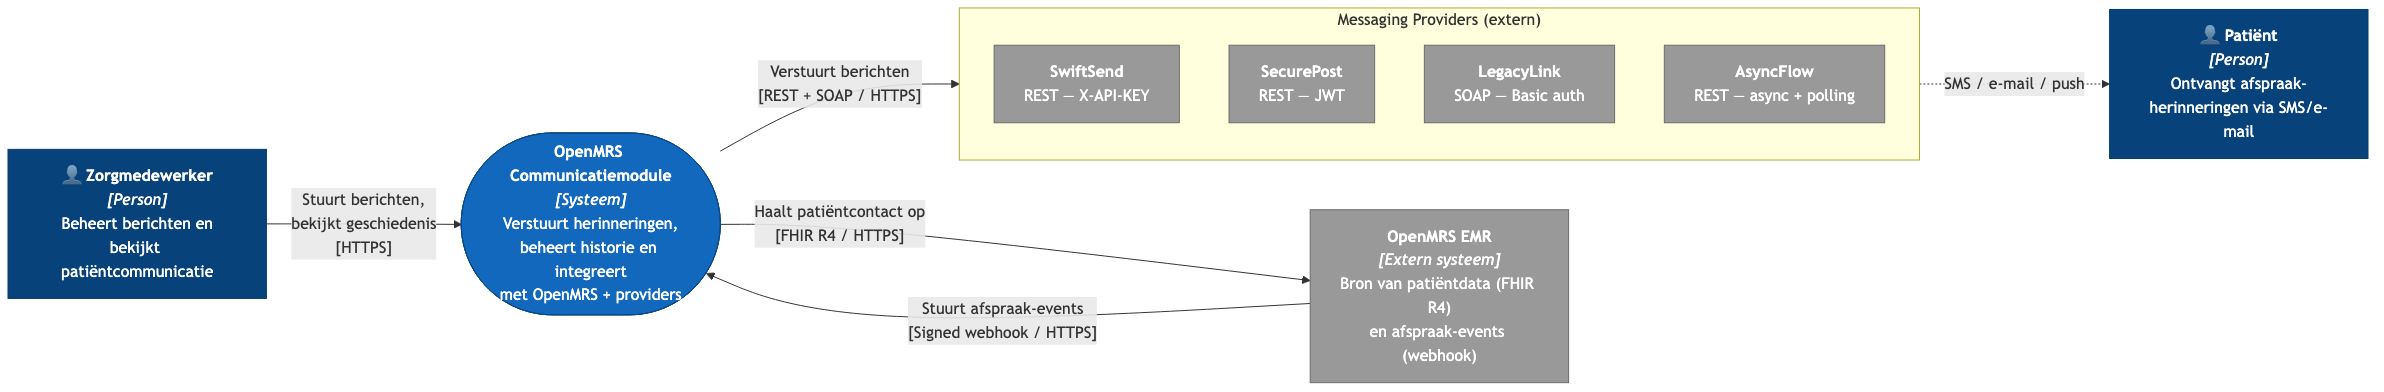 👤 Zorgmedewerker
[Person]
Beheert berichten en
bekijkt
patiëntcommunicatie
Stuurt berichten,
bekijkt geschiedenis
[HTTPS]
OpenMRS
Communicatiemodule
[Systeem]
Verstuurt herinneringen,
beheert historie en
integreert
met OpenMRS + providers
Verstuurt berichten
[REST + SOAP / HTTPS]
Haalt patiëntcontact op
[FHIR R4 / HTTPS]
Stuurt afspraak-events
[Signed webhook / HTTPS]
Messaging Providers (extern)
SwiftSend
REST — X-API-KEY
SecurePost
REST — JWT
LegacyLink
SOAP — Basic auth
AsyncFlow
REST — async + polling
OpenMRS EMR
[Extern systeem]
Bron van patiëntdata (FHIR
R4)
en afspraak-events
(webhook)
SMS / e-mail / push
👤 Patiënt
[Person]
Ontvangt afspraak-
herinneringen via SMS/e-
mail